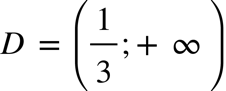 D = (1/3; + ∞)